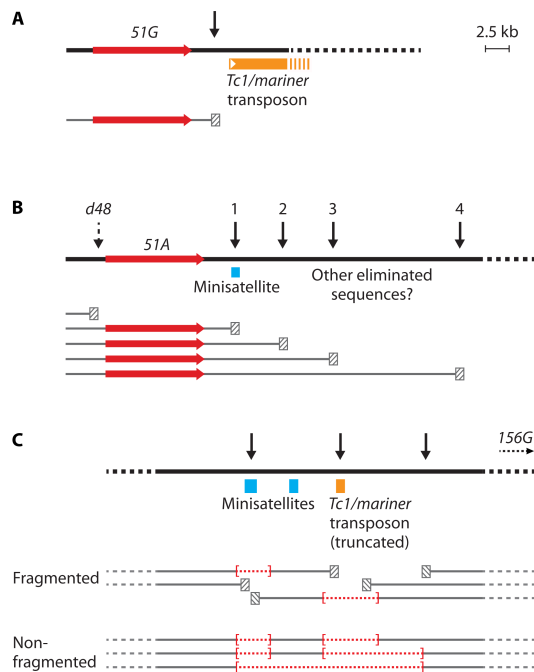 A
51G
2.5 kb
Tc1/mariner
transposon
B
d48
1
2
3
4
51A
Minisatellite
Other eliminated
sequences?
C
156G
Minisatellites
Tc1/mariner
transposon
(truncated)
Fragmented
Non-
fragmented